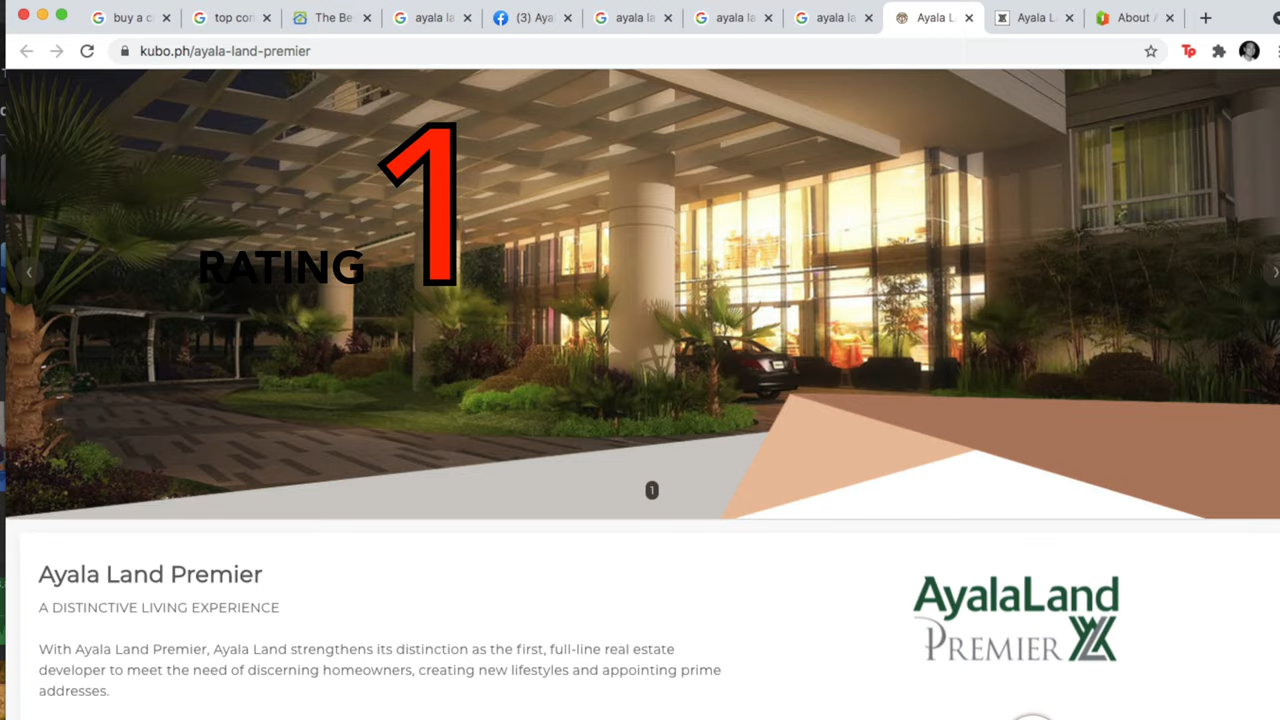 buy a c
top cor
The Be
ayala la
(3) Aya
ayala la
ayala la
ayala la
Ayala L
Ayala L
About A
kubo.ph/ayala-land-premier
Tp
RATING 1
1
Ayala Land Premier
A DISTINCTIVE LIVING EXPERIENCE
With Ayala Land Premier, Ayala Land strengthens its distinction as the first, full-line real estate
developer to meet the need of discerning homeowners, creating new lifestyles and appointing prime
addresses.
AyalaLand
PREMIER